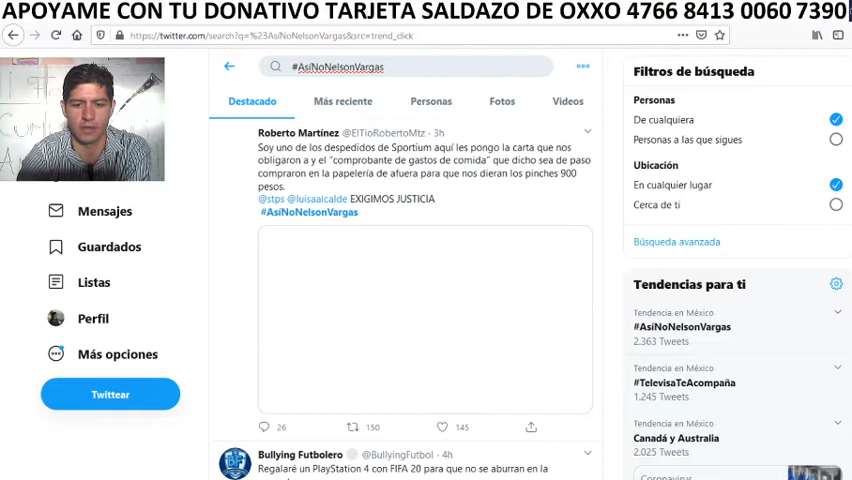 APOYAME CON TU DONATIVO TARJETA SALDAZO DE OXXO 4766 8413 0060 7390
https://twitter.com/search?q=%23AsíNoNelsonVargas&src=trend_click
#AsíNoNelsonVargas
Destacado
Más reciente
Personas
Fotos
Videos
Roberto Martínez @ElTioRobertoMtz · 3h
Soy uno de los despedidos de Sportium aquí les pongo la carta que nos
obligaron a y el "comprobante de gastos de comida" que dicho sea de paso
compraron en la papelería de afuera para que nos dieran los pinches 900
pesos.
@stps @luisaalcalde EXIGIMOS JUSTICIA
#AsíNoNelsonVargas
26
150
145
Bullying Futbolero @BullyingFutbol · 4h
Regalaré un PlayStation 4 con FIFA 20 para que no se aburran en la
Mensajes
Guardados
Listas
Perfil
Más opciones
Twittear
Filtros de búsqueda
Personas
De cualquiera
Personas a las que sigues
Ubicación
En cualquier lugar
Cerca de ti
Búsqueda avanzada
Tendencias para ti
Tendencia en México
#AsíNoNelsonVargas
2.363 Tweets
Tendencia en México
#TelevisaTeAcompaña
1.245 Tweets
Tendencia en México
Canadá y Australia
2.025 Tweets
Coronavirus